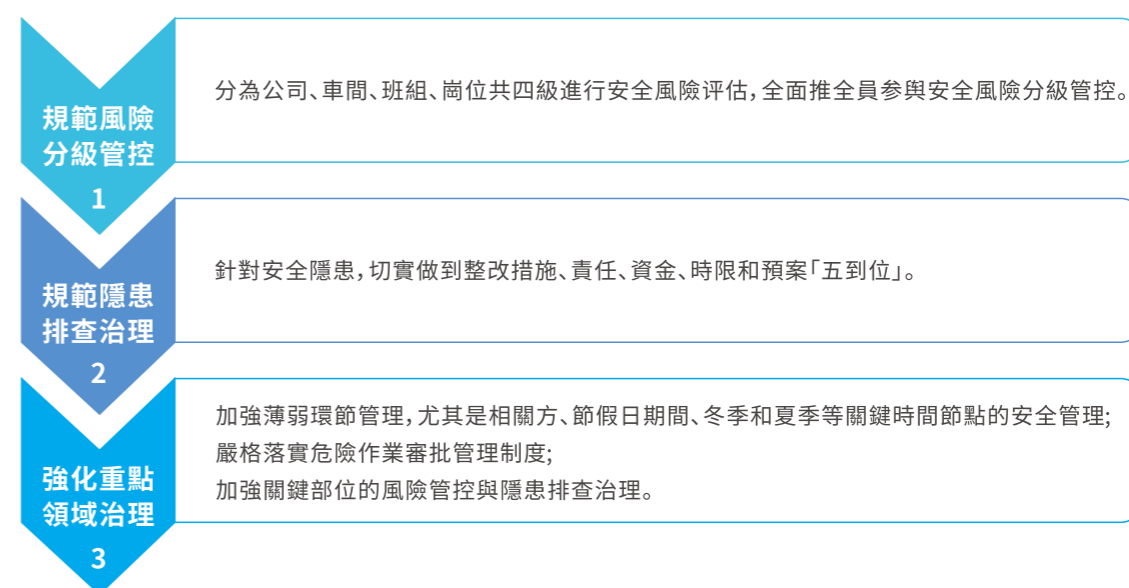 規範風險
分級管控
1
分為公司、車間、班組、崗位共四級進行安全風險评估,全面推全員参與安全風險分級管控。
規範隱患
排查治理
2
針對安全隱患,切實做到整改措施、責任、資金、時限和預案「五到位」。
強化重點
領域治理
3
加強薄弱環節管理,尤其是相關方、節假日期間、冬季和夏季等關鍵時間節點的安全管理;
嚴格落實危險作業審批管理制度;
加強關鍵部位的風險管控與隱患排查治理。